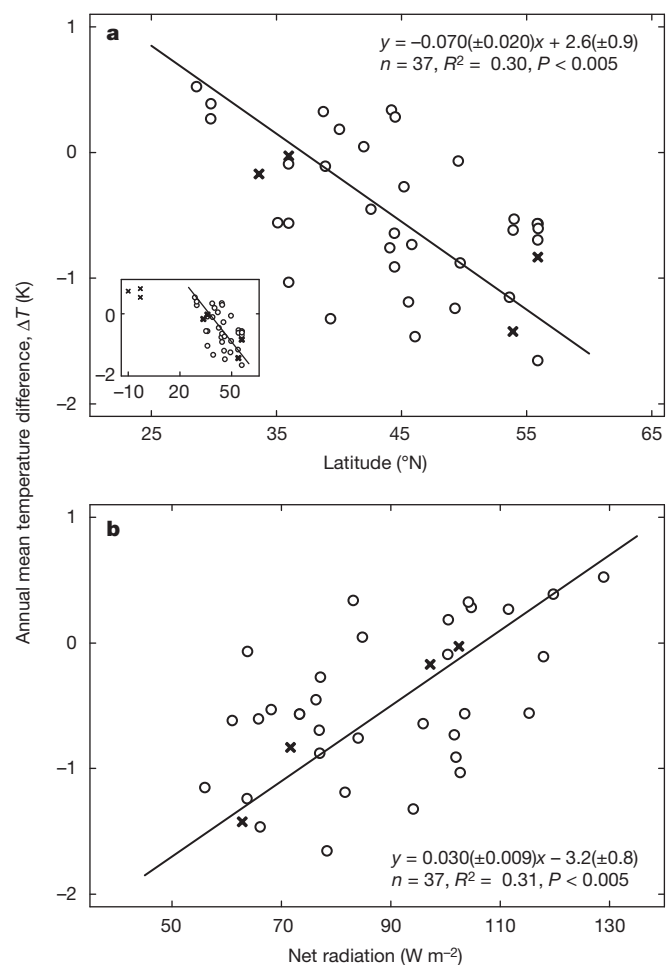 Annual mean temperature difference, ΔT (K)
a
y = −0.070(±0.020)x + 2.6(±0.9)
n = 37, R² = 0.30, P < 0.005
1
0
−1
−2
0
−2
−10 20 50
25 35 45 55 65
Latitude (°N)
b
1
0
−1
−2
y = 0.030(±0.009)x − 3.2(±0.8)
n = 37, R² = 0.31, P < 0.005
50 70 90 110 130
Net radiation (W m⁻²)